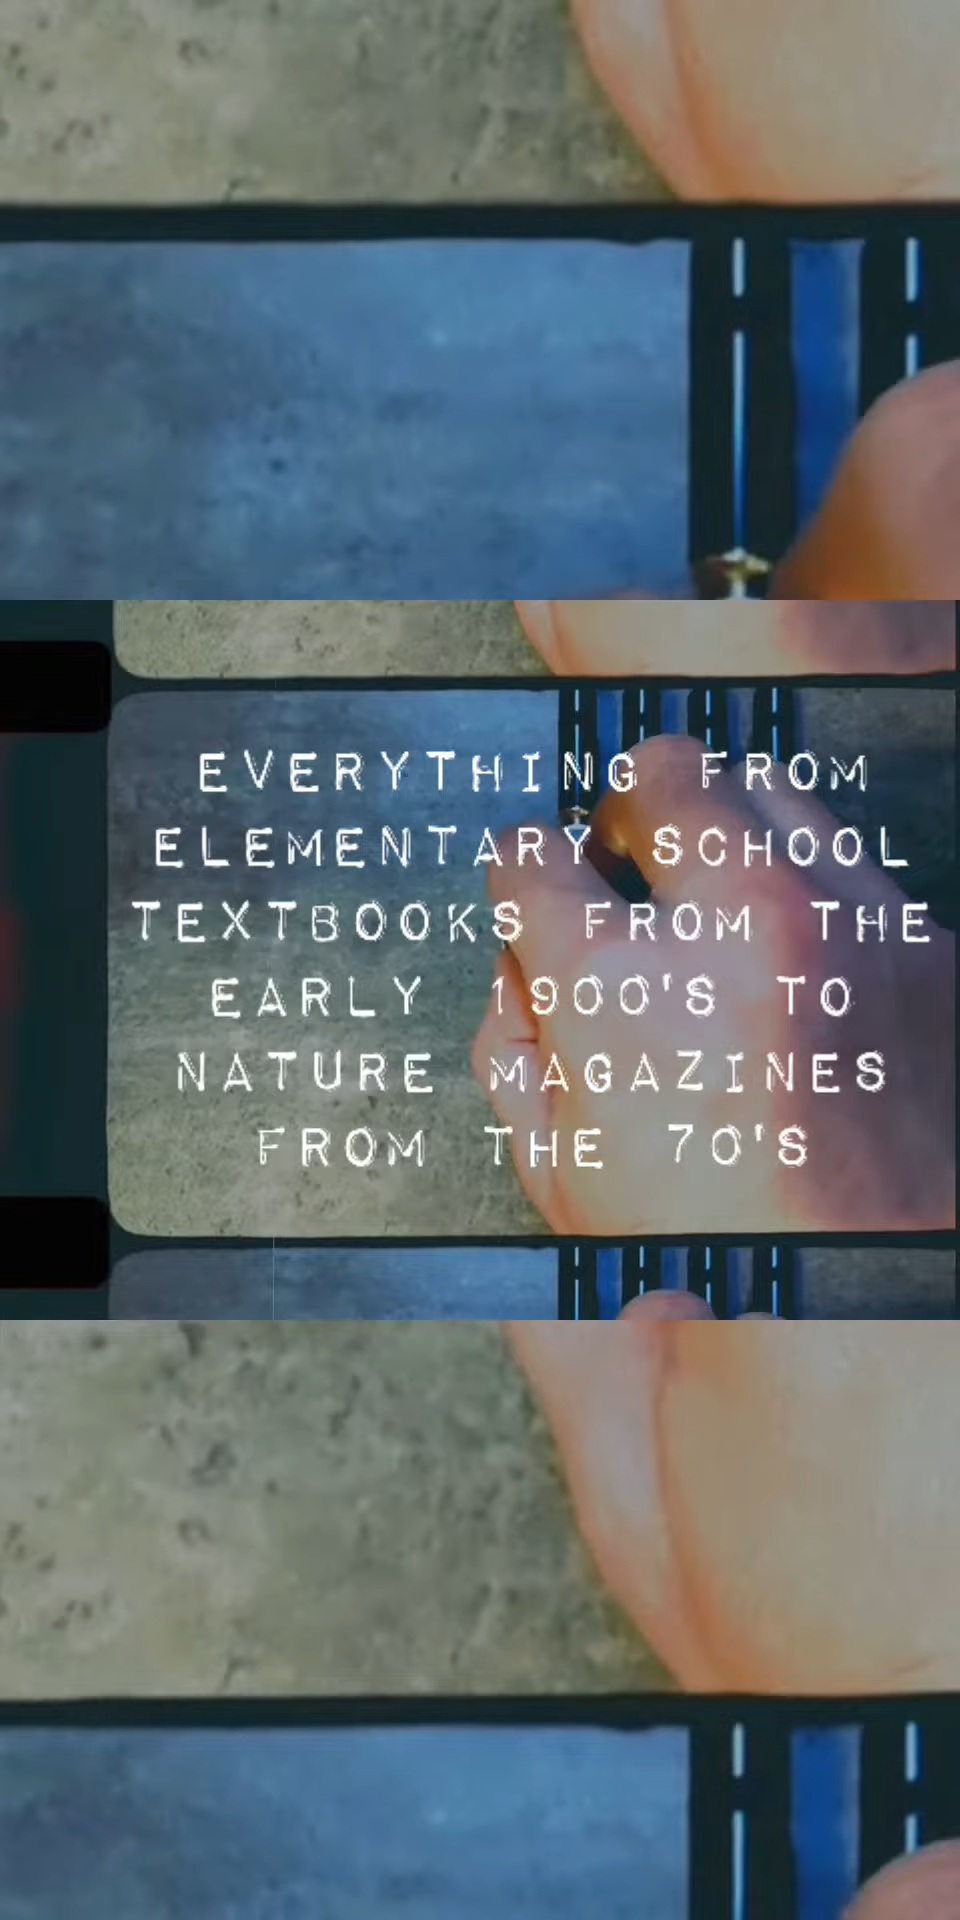 EVERYTHING FROM
ELEMENTARY SCHOOL
TEXTBOOKS FROM THE
EARLY 1900'S TO
NATURE MAGAZINES
FROM THE 70'S